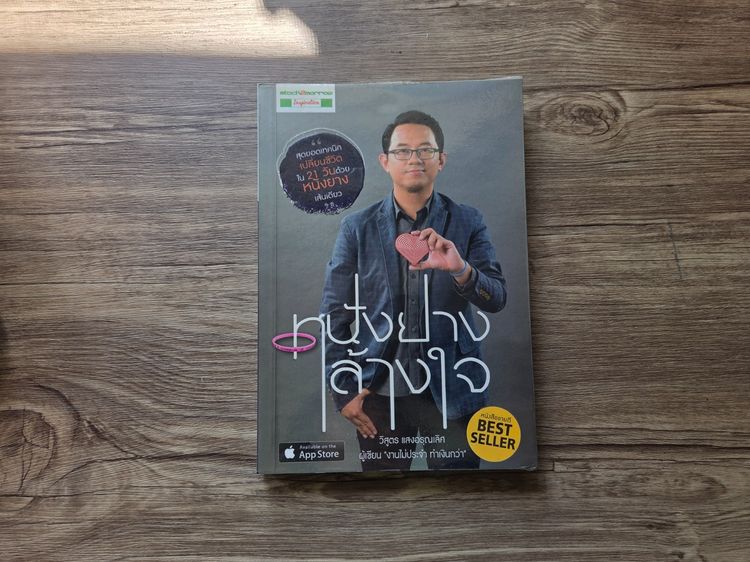 stock2morrow
Inspiration
“
สุดยอดเทคนิค
เปลี่ยนชีวิต
ใน 21 วันด้วย
หนังยาง
เส้นเดียว
”
หนังยาง
ล้างใจ
วิสูตร แสงอรุณเลิศ
ผู้เขียน "งานไม่ประจำ ทำเงินกว่า"
หนังสือขายดี
BEST
SELLER
Available on the
App Store